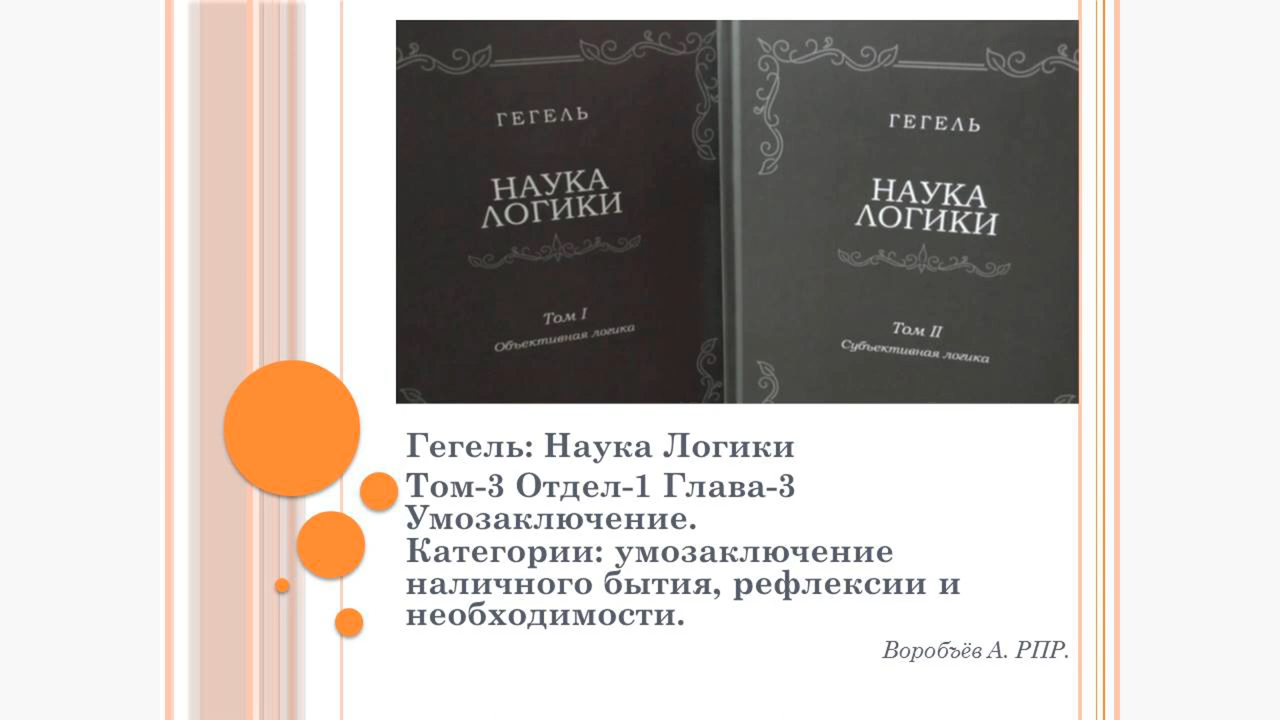 ГЕГЕЛЬ
НАУКА
ЛОГИКИ
Том I
Объективная логика
ГЕГЕЛЬ
НАУКА
ЛОГИКИ
Том II
Субъективная логика
Гегель: Наука Логики
Том-3 Отдел-1 Глава-3
Умозаключение.
Категории: умозаключение
наличного бытия, рефлексии и
необходимости.
Воробъёв А. РПР.